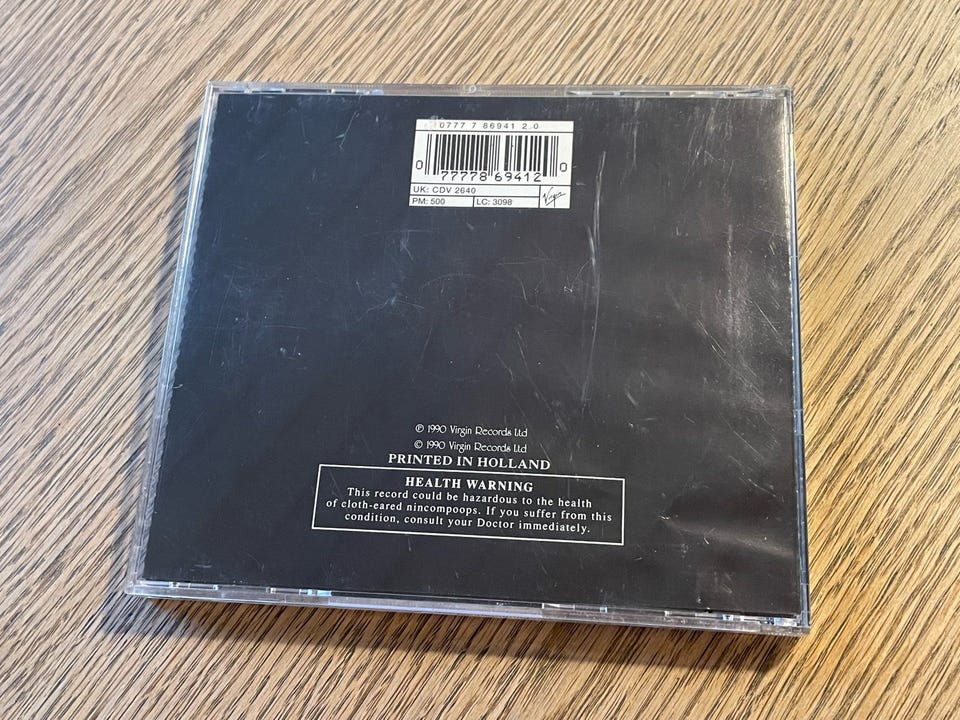 0777 7 86941 2 0
0 77778 69412 0
UK: CDV 2640
PM: 500 LC: 3098 Virgin
℗ 1990 Virgin Records Ltd
© 1990 Virgin Records Ltd
PRINTED IN HOLLAND
HEALTH WARNING
This record could be hazardous to the health
of cloth-eared nincompoops. If you suffer from this
condition, consult your Doctor immediately.